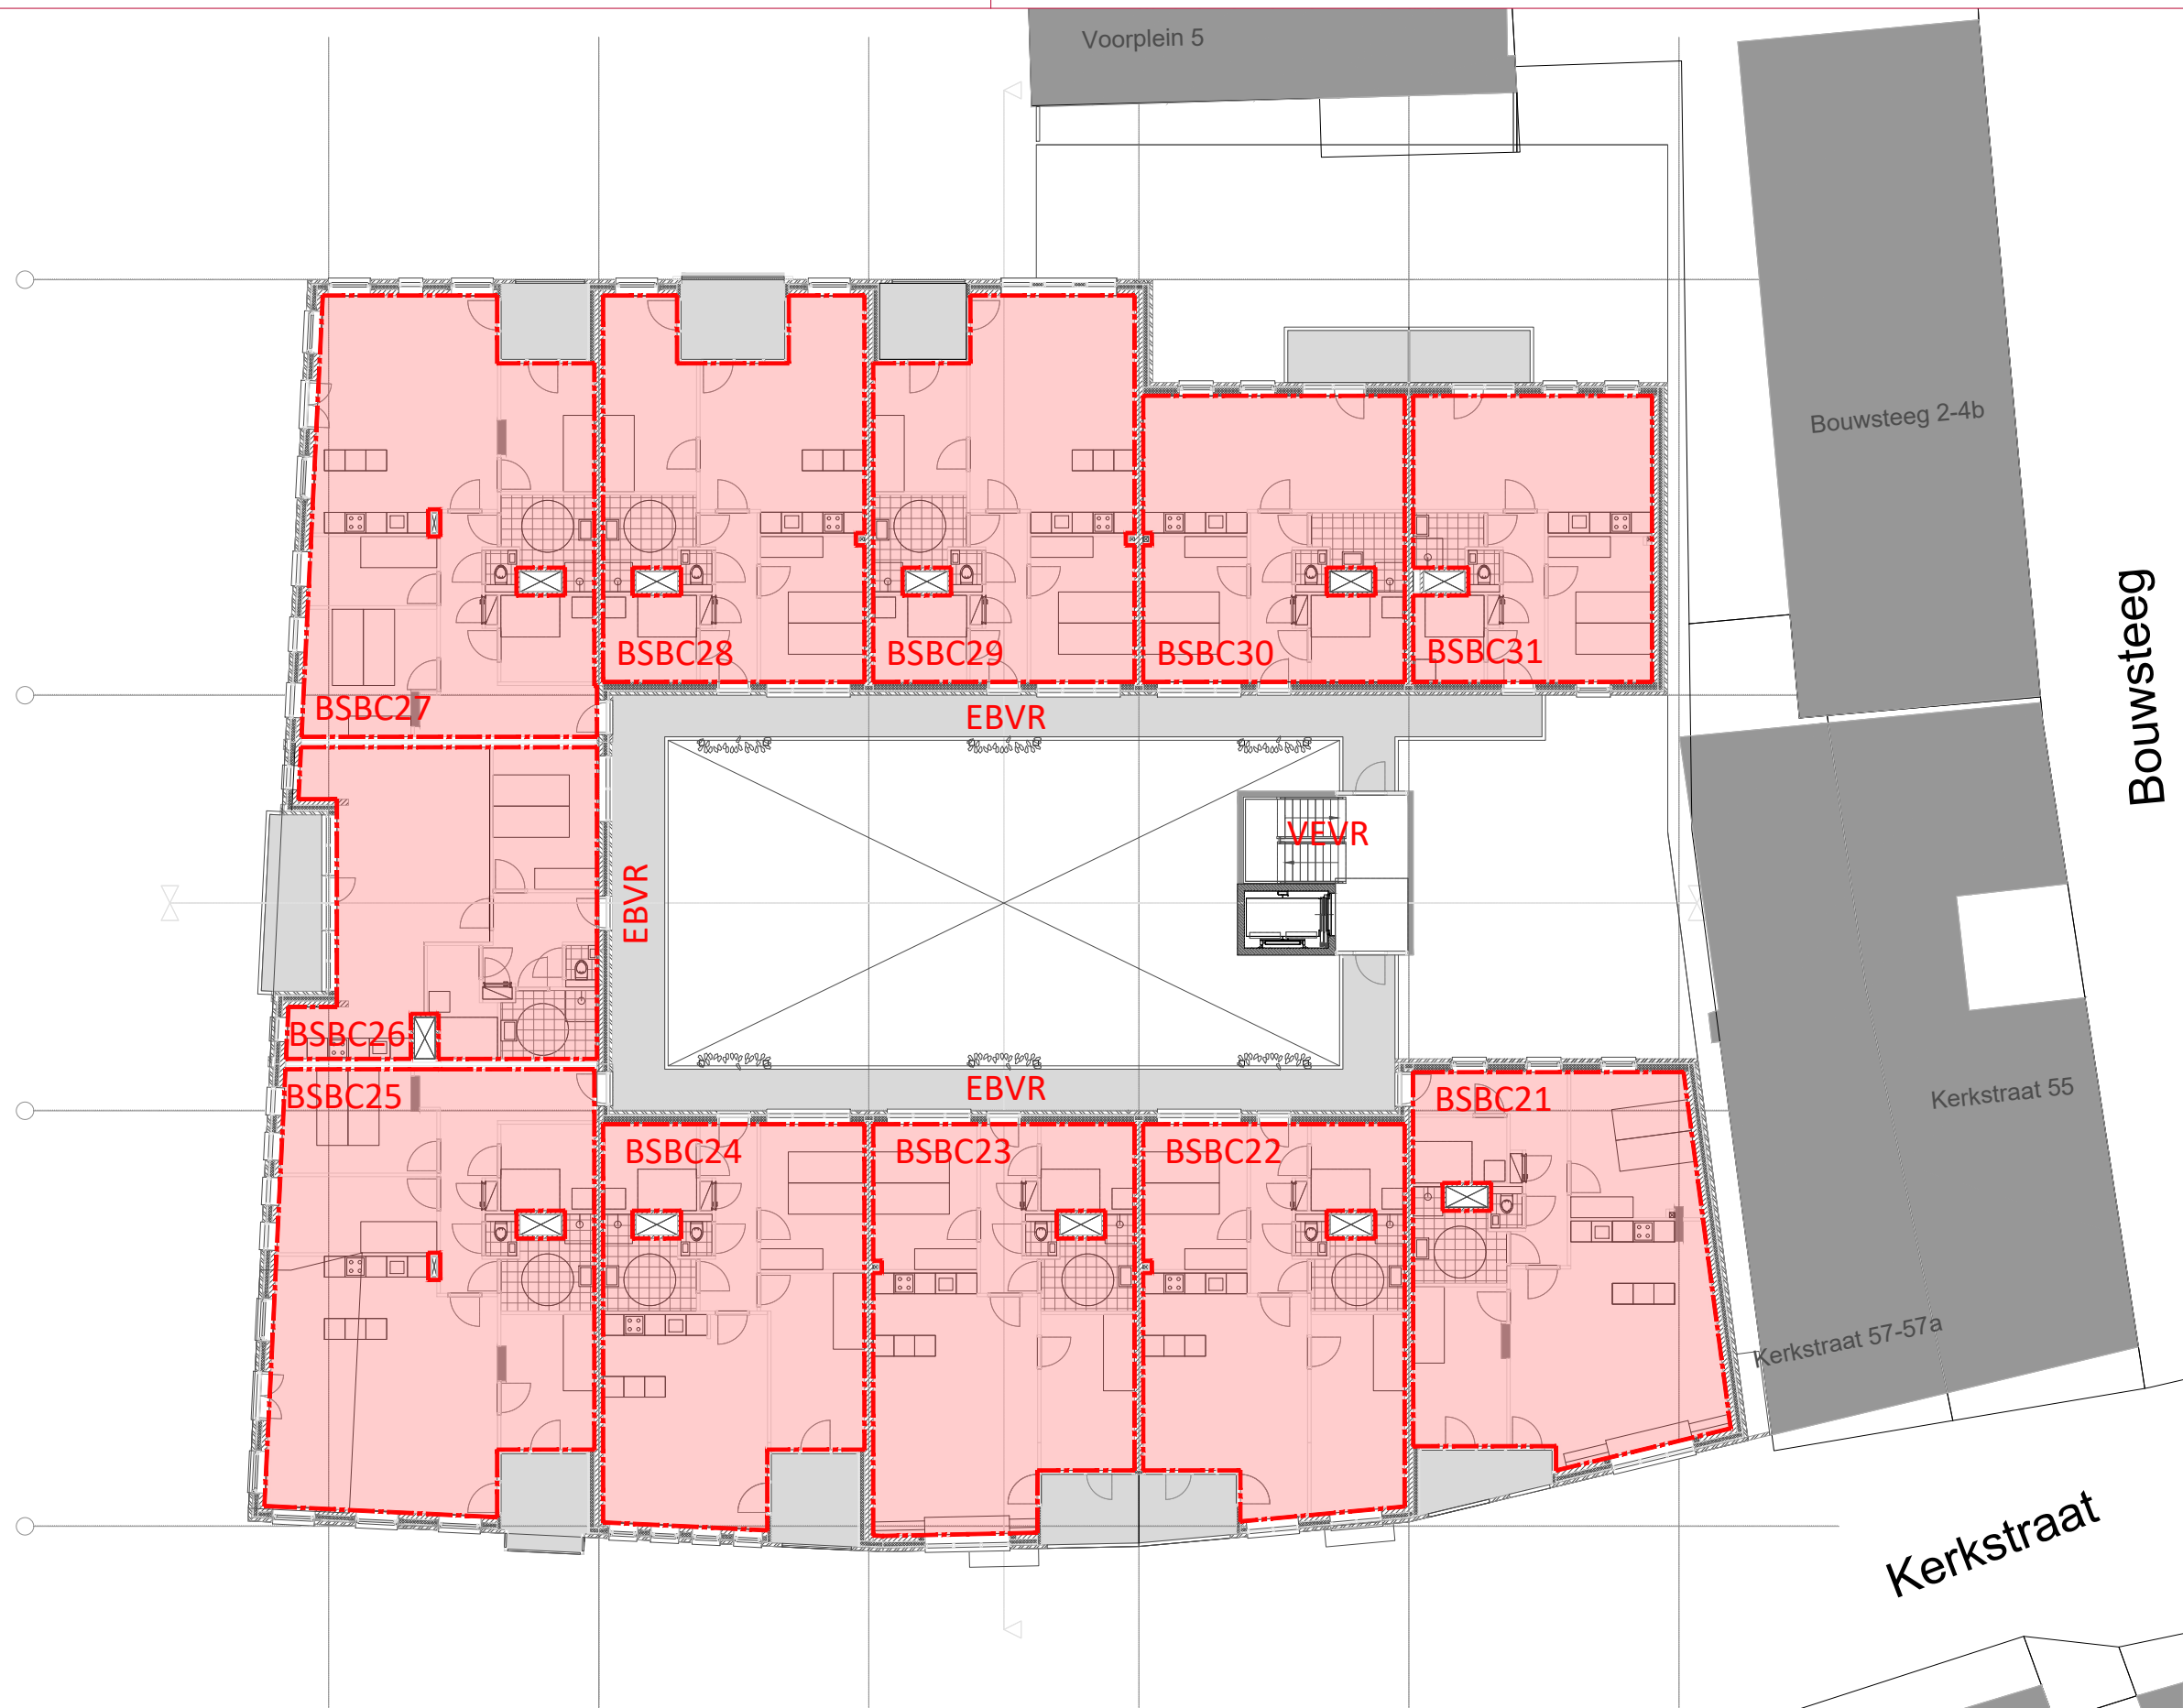 Voorplein 5
Bouwsteeg 2-4b
Bouwsteeg
BSBC28
BSBC29
BSBC30
BSBC31
BSBC27
EBVR
VEVR
EBVR
BSBC26
BSBC25
EBVR
BSBC21
Kerkstraat 55
BSBC24
BSBC23
BSBC22
Kerkstraat 57-57a
Kerkstraat